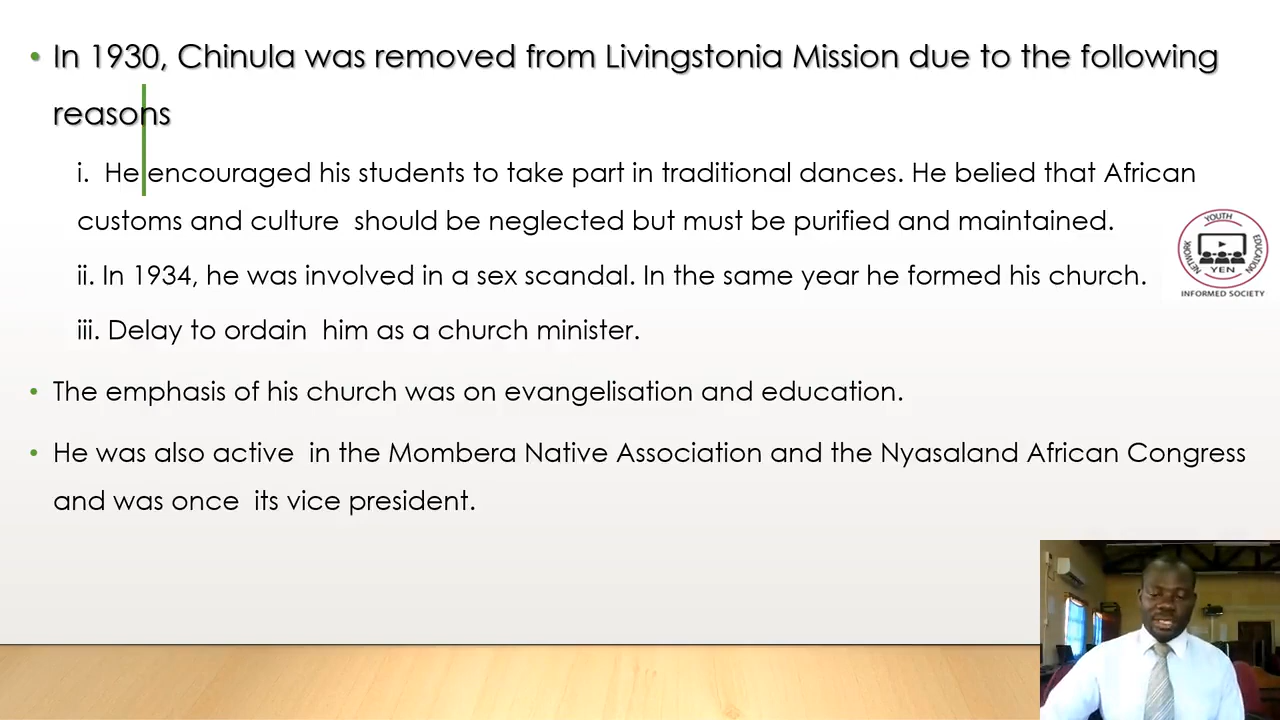 • In 1930, Chinula was removed from Livingstonia Mission due to the following
reasons
i. He encouraged his students to take part in traditional dances. He belied that African
customs and culture should be neglected but must be purified and maintained.
ii. In 1934, he was involved in a sex scandal. In the same year he formed his church.
iii. Delay to ordain him as a church minister.
• The emphasis of his church was on evangelisation and education.
• He was also active in the Mombera Native Association and the Nyasaland African Congress
and was once its vice president.
YOUTH
NETWORK
EDUCATION
YEN
INFORMED SOCIETY